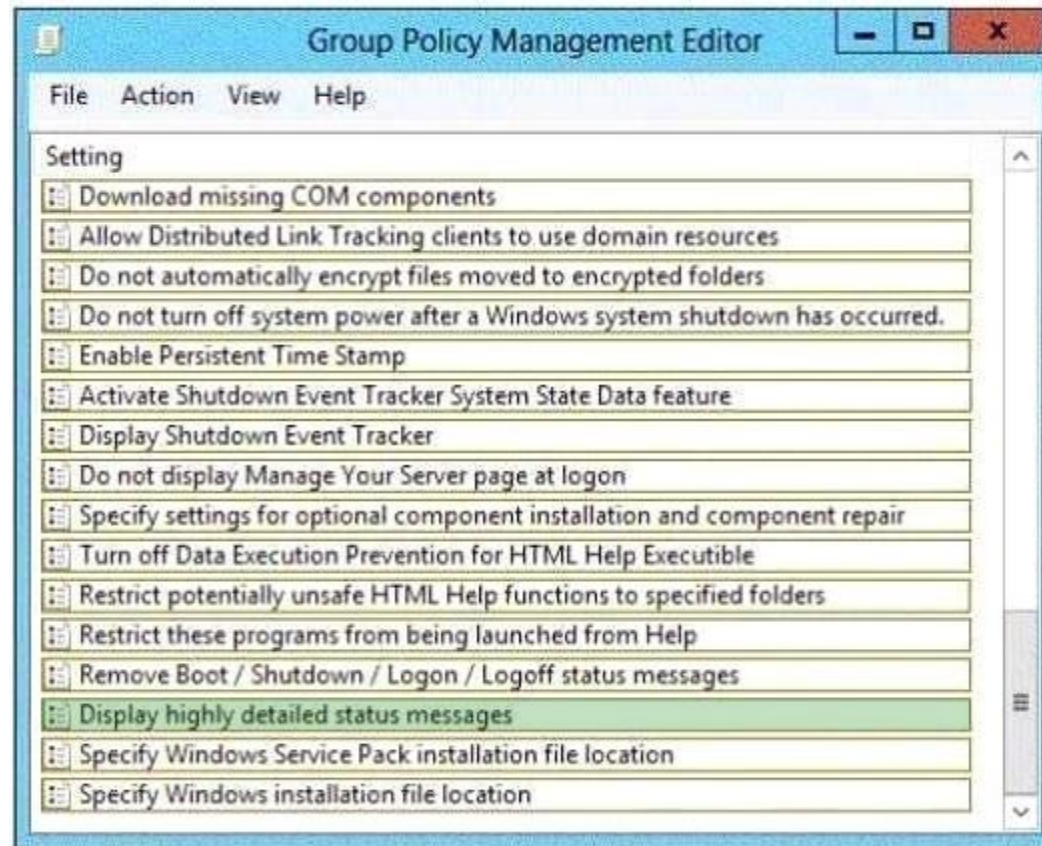 Group Policy Management Editor
File Action View Help
Setting
Download missing COM components
Allow Distributed Link Tracking clients to use domain resources
Do not automatically encrypt files moved to encrypted folders
Do not turn off system power after a Windows system shutdown has occurred.
Enable Persistent Time Stamp
Activate Shutdown Event Tracker System State Data feature
Display Shutdown Event Tracker
Do not display Manage Your Server page at logon
Specify settings for optional component installation and component repair
Turn off Data Execution Prevention for HTML Help Executible
Restrict potentially unsafe HTML Help functions to specified folders
Restrict these programs from being launched from Help
Remove Boot / Shutdown / Logon / Logoff status messages
Display highly detailed status messages
Specify Windows Service Pack installation file location
Specify Windows installation file location